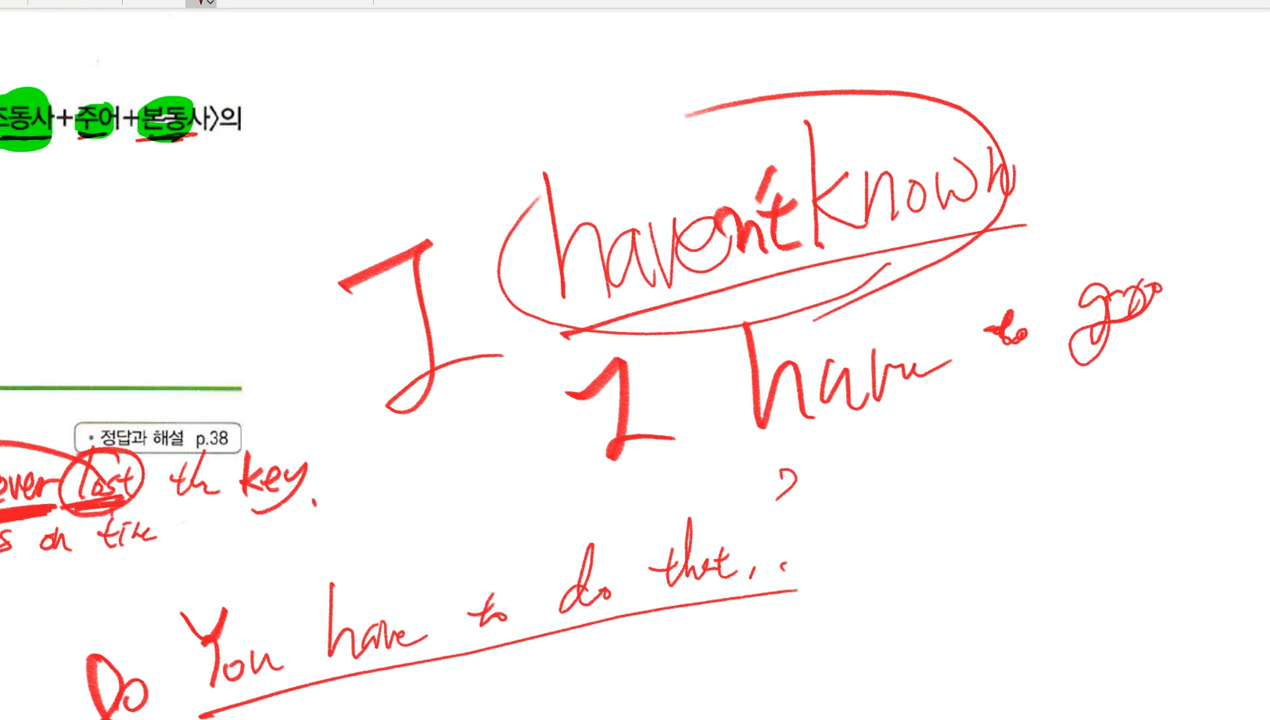 조동사+주어+본동사>의
I haven't known
I have to go
• 정답과 해설 p.38
ever lost the key.
s on time
Do You have to do that..